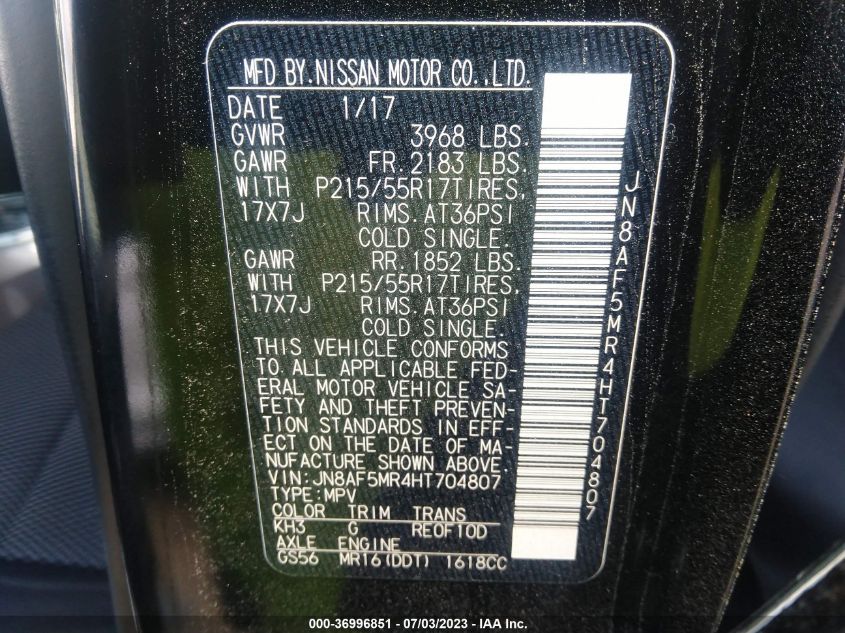 MFD BY.NISSAN MOTOR CO.,LTD.
DATE 1/17
GVWR 3968 LBS.
GAWR FR.2183 LBS.
WITH P215/55R17TIRES,
17X7J RIMS.AT36PSI
COLD SINGLE.
GAWR RR.1852 LBS.
WITH P215/55R17TIRES,
17X7J RIMS.AT36PSI
COLD SINGLE.
THIS VEHICLE CONFORMS
TO ALL APPLICABLE FED-
ERAL MOTOR VEHICLE SA-
FETY AND THEFT PREVEN-
TION STANDARDS IN EFF-
ECT ON THE DATE OF MA-
NUFACTURE SHOWN ABOVE.
VIN:JN8AF5MR4HT704807
TYPE:MPV
COLOR TRIM TRANS
KH3 G RE0F10D
AXLE ENGINE
GS56 MR16(DDT) 1618CC
JN8AF5MR4HT704807
000-36996851 / 07/03/2023 - IAA Inc.